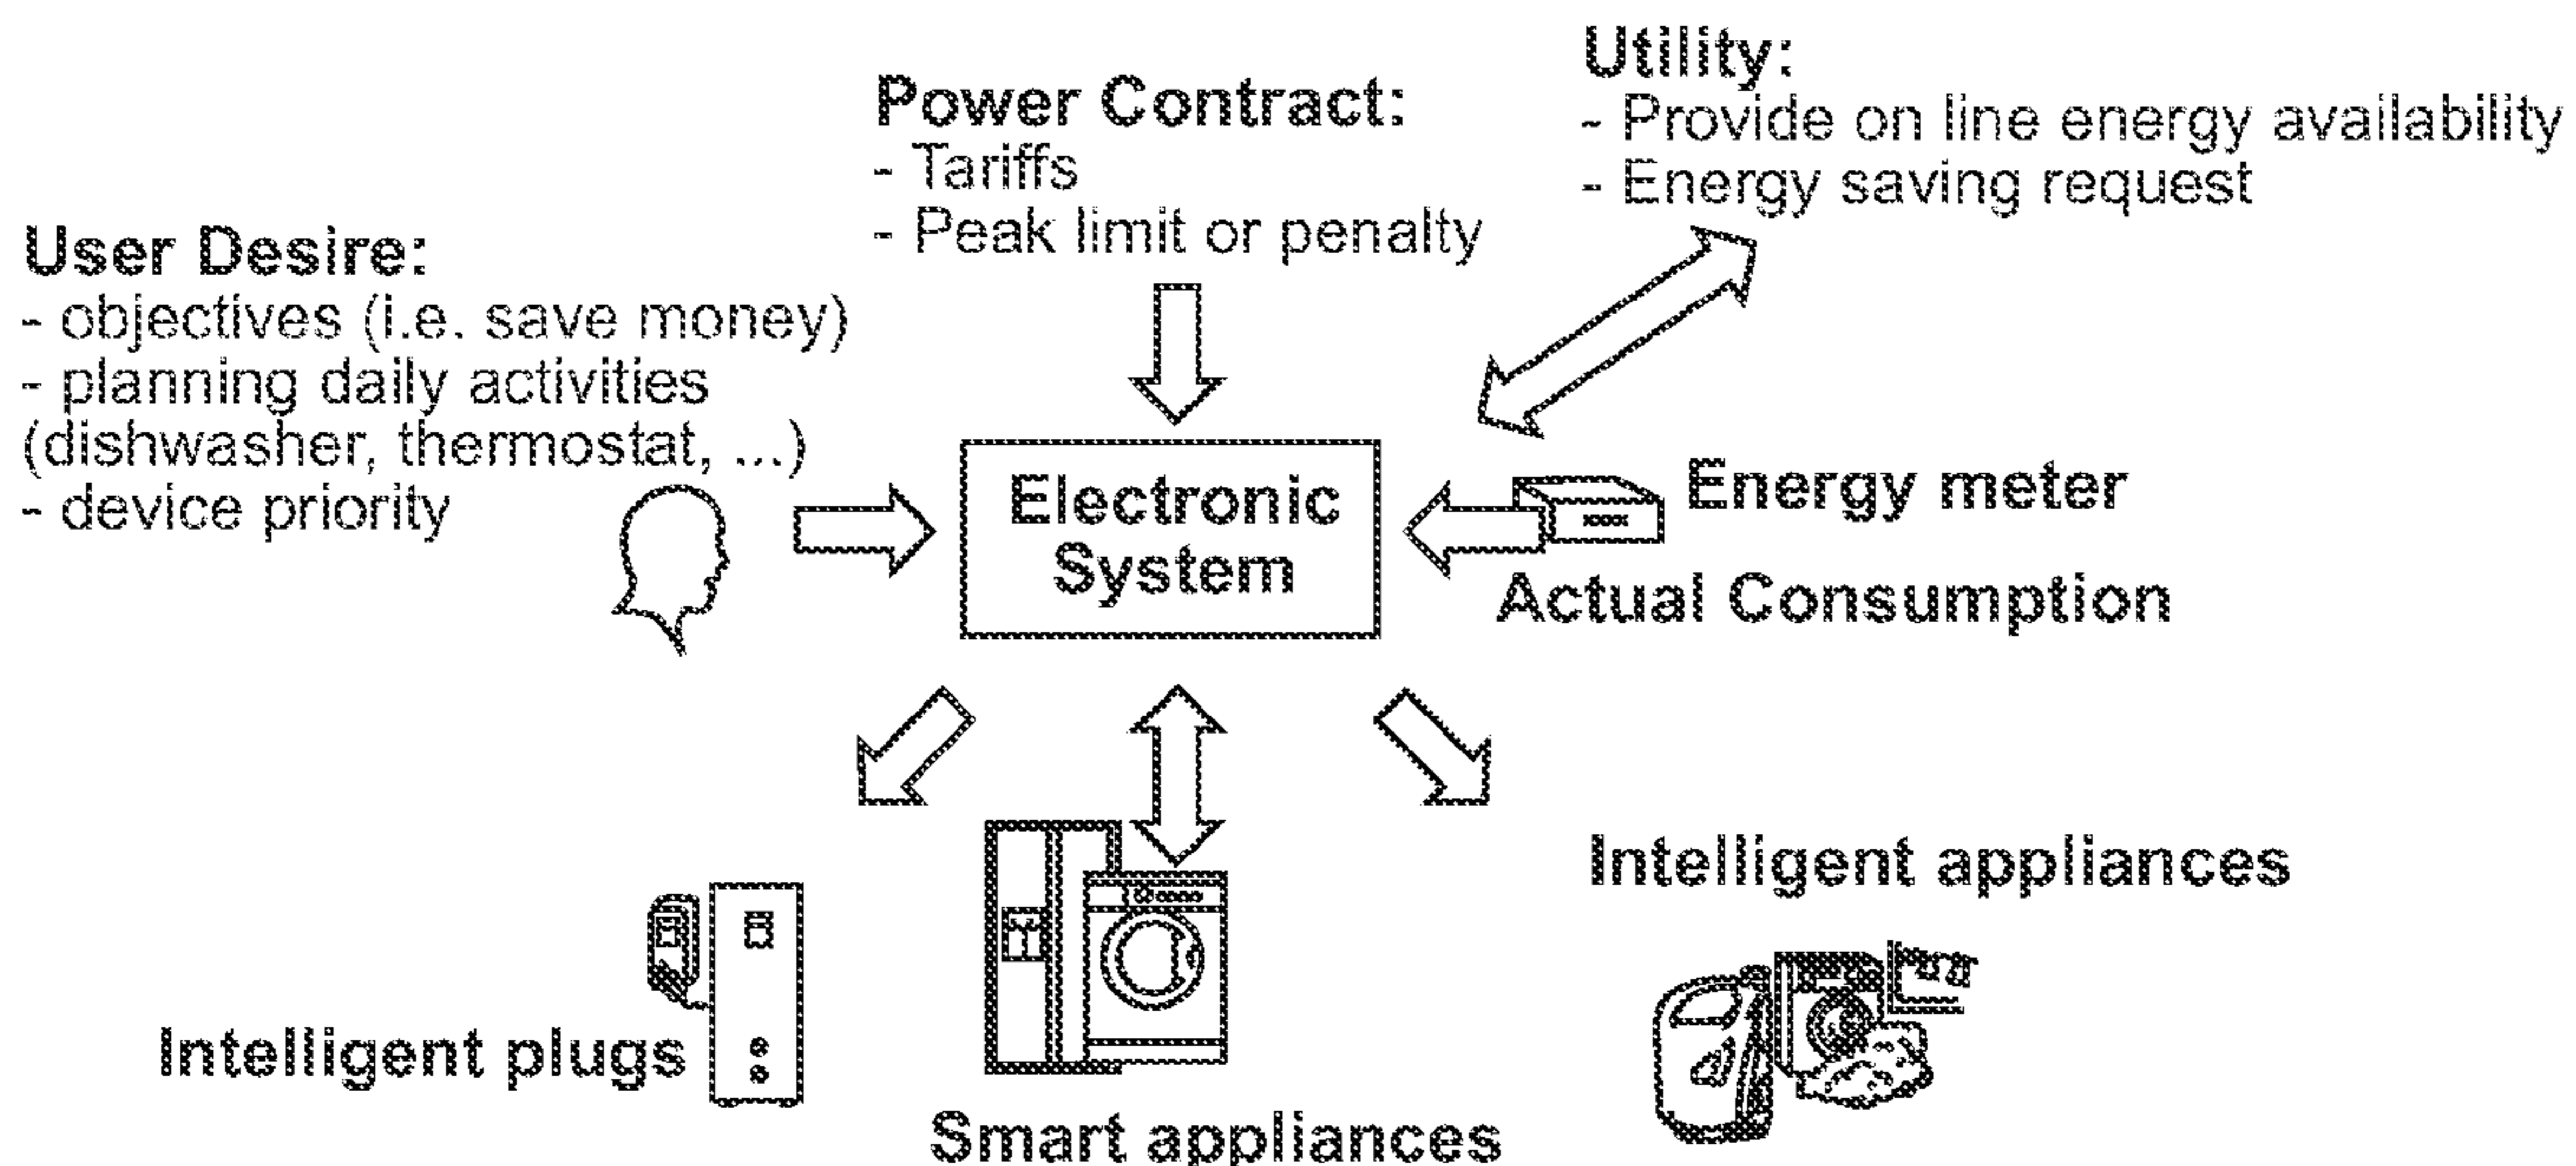 Utility:
- Provide on line energy availability
- Energy saving request
Power Contract:
- Tariffs
- Peak limit or penalty
User Desire:
- objectives (i.e. save money)
- planning daily activities
(dishwasher, thermostat, ...)
- device priority
Electronic
System
Energy meter
xxxx
Actual Consumption
Intelligent appliances
Intelligent plugs
Smart appliances